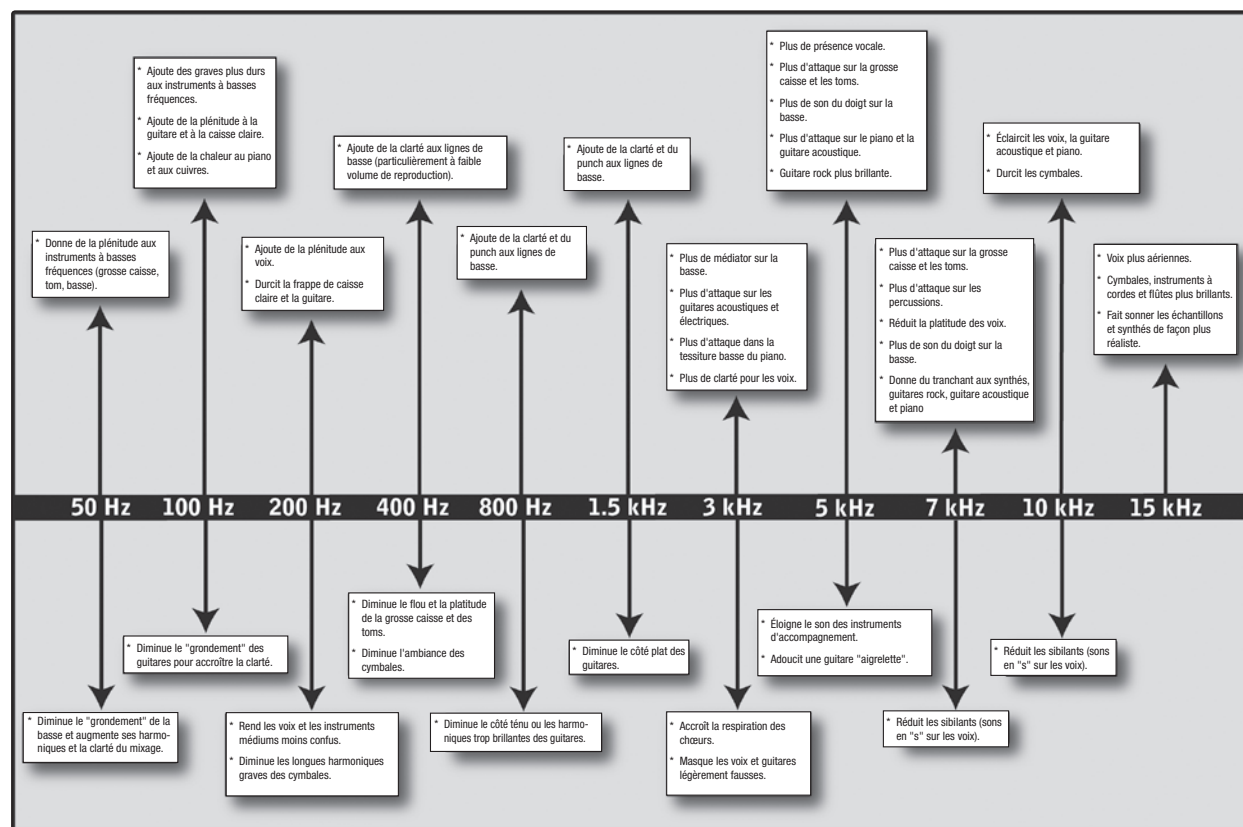 * Ajoute des graves plus durs
aux instruments à basses
fréquences.
* Ajoute de la plénitude à la
guitare et à la caisse claire.
* Ajoute de la chaleur au piano
et aux cuivres.
* Plus de présence vocale.
* Plus d'attaque sur la grosse
caisse et les toms.
* Plus de son du doigt sur la
basse.
* Plus d'attaque sur le piano et la
guitare acoustique.
* Guitare rock plus brillante.
* Ajoute de la clarté aux lignes de
basse (particulièrement à faible
volume de reproduction).
* Ajoute de la clarté et du
punch aux lignes de
basse.
* Éclaircit les voix, la guitare
acoustique et piano.
* Durcit les cymbales.
* Donne de la plénitude aux
instruments à basses
fréquences (grosse caisse,
tom, basse).
* Ajoute de la plénitude aux
voix.
* Durcit la frappe de caisse
claire et la guitare.
* Ajoute de la clarté et du
punch aux lignes de
basse.
* Plus de médiator sur la
basse.
* Plus d'attaque sur les
guitares acoustiques et
électriques.
* Plus d'attaque dans la
tessiture basse du piano.
* Plus de clarté pour les voix.
* Plus d'attaque sur la grosse
caisse et les toms.
* Plus d'attaque sur les
percussions.
* Réduit la platitude des voix.
* Plus de son du doigt sur la
basse.
* Donne du tranchant aux synthés,
guitares rock, guitare acoustique
et piano
* Voix plus aériennes.
* Cymbales, instruments à
cordes et flûtes plus brillants.
* Fait sonner les échantillons
et synthés de façon plus
réaliste.
50 Hz 100 Hz 200 Hz 400 Hz 800 Hz 1.5 kHz 3 kHz 5 kHz 7 kHz 10 kHz 15 kHz
* Diminue le "grondement" des
guitares pour accroître la clarté.
* Diminue le flou et la platitude
de la grosse caisse et des
toms.
* Diminue l'ambiance des
cymbales.
* Diminue le côté plat des
guitares.
* Éloigne le son des instruments
d'accompagnement.
* Adoucit une guitare "aigrelette".
* Réduit les sibilants (sons
en "s" sur les voix).
* Diminue le "grondement" de la
basse et augmente ses harmo-
niques et la clarté du mixage.
* Rend les voix et les instruments
médiums moins confus.
* Diminue les longues harmoniques
graves des cymbales.
* Diminue le côté ténu ou les harmo-
niques trop brillantes des guitares.
* Accroît la respiration des
chœurs.
* Masque les voix et guitares
légèrement fausses.
* Réduit les sibilants (sons
en "s" sur les voix).